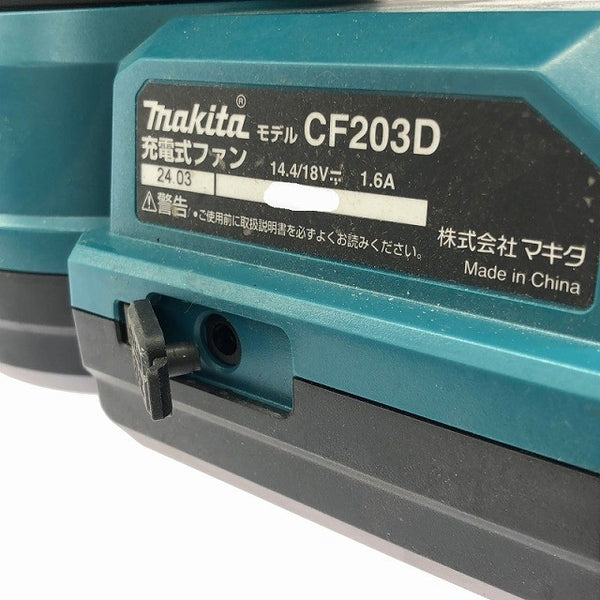 makita® モデル CF203D
充電式ファン 14.4/18V⎓ 1.6A
24.03
⚠警告 •ご使用前に取扱説明書を必ずよくお読みください。
株式会社 マキタ
Made in China